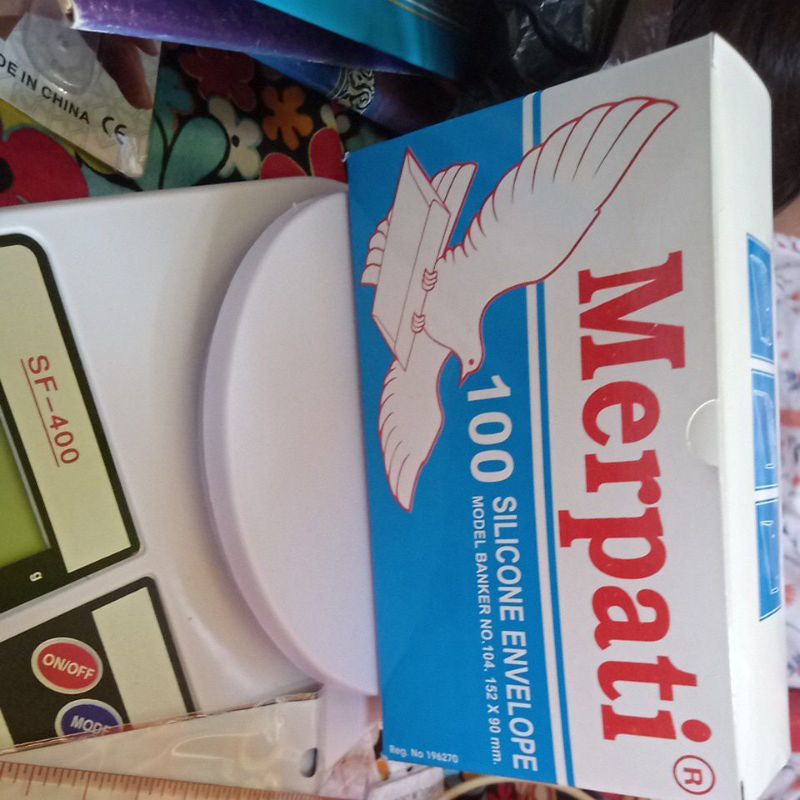 Merpati®
100 SILICONE ENVELOPE
MODEL BANKER NO.104. 152 X 90 mm.
Reg. No 196270
SF-400
g
ON/OFF
MODE
DE IN CHINA CE